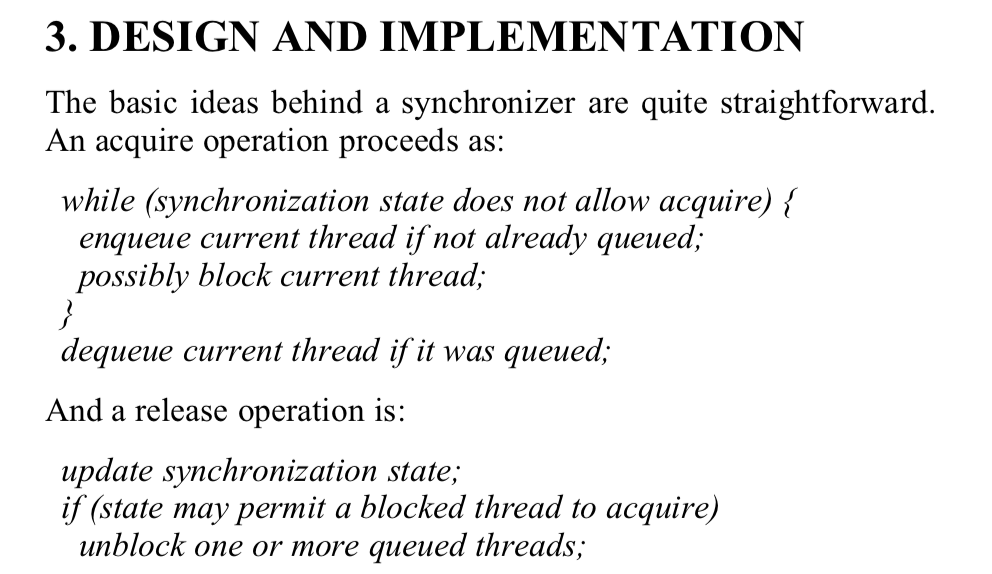 3. DESIGN AND IMPLEMENTATION
The basic ideas behind a synchronizer are quite straightforward.
An acquire operation proceeds as:
while (synchronization state does not allow acquire) {
enqueue current thread if not already queued;
possibly block current thread;
}
dequeue current thread if it was queued;
And a release operation is:
update synchronization state;
if (state may permit a blocked thread to acquire)
unblock one or more queued threads;